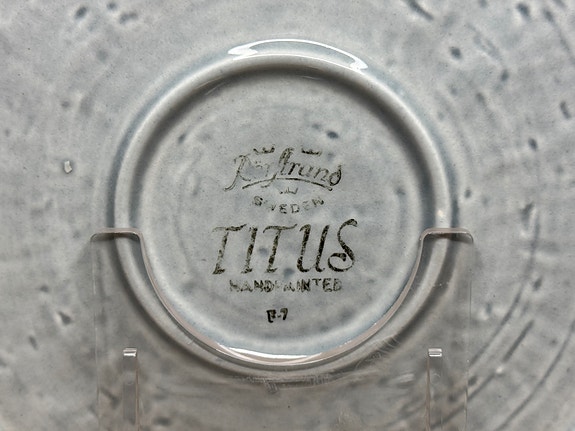 Rörstrand
SWEDEN
TITUS
HANDPAINTED